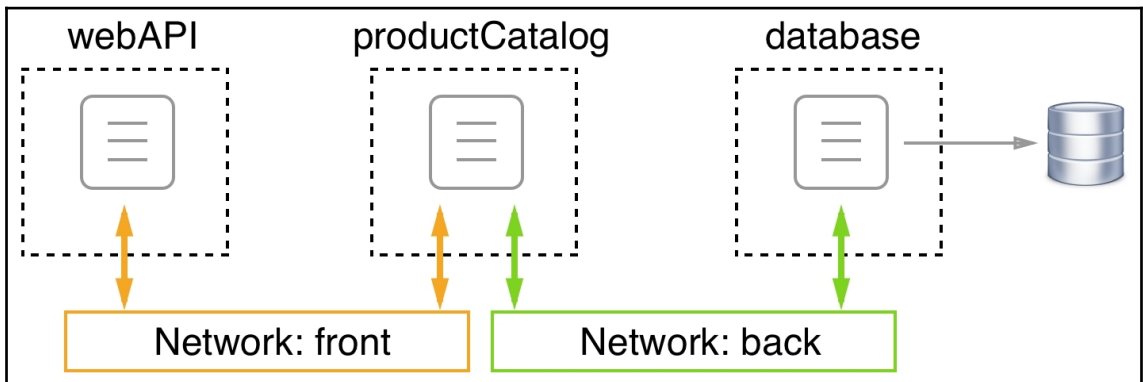 webAPI
productCatalog
database
Network: front
Network: back